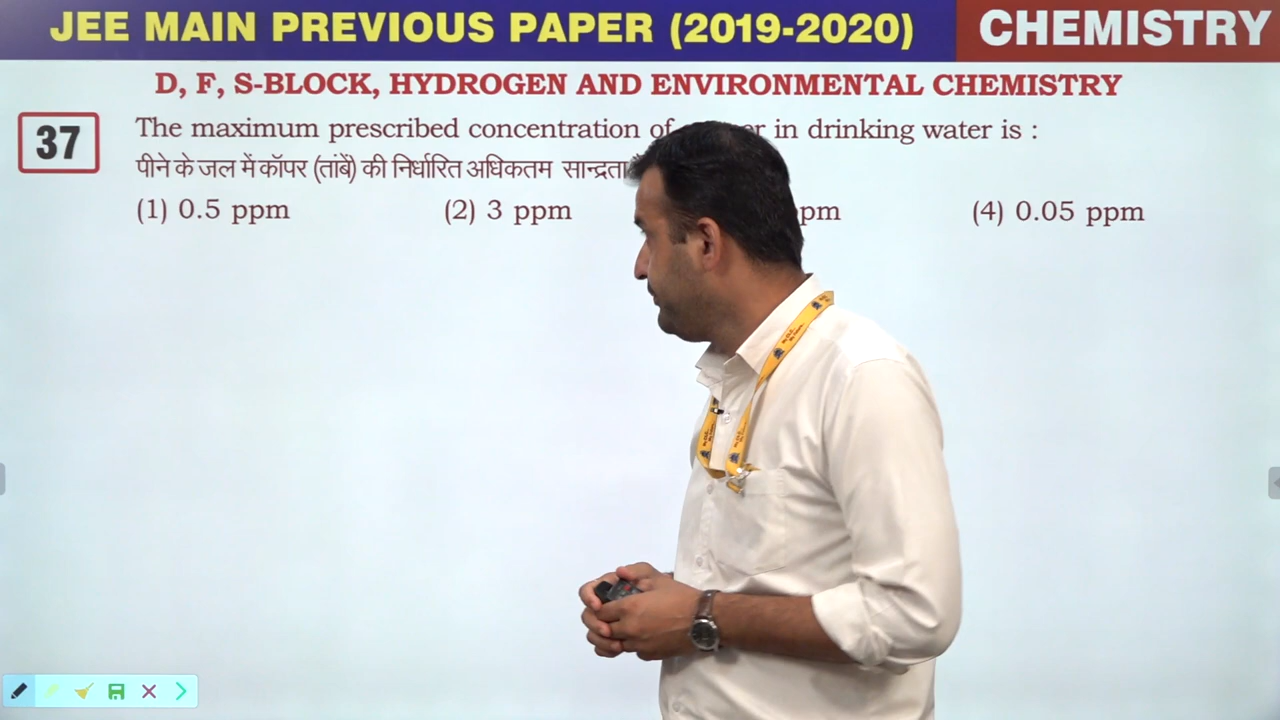 JEE MAIN PREVIOUS PAPER (2019-2020) CHEMISTRY
D, F, S-BLOCK, HYDROGEN AND ENVIRONMENTAL CHEMISTRY
37 The maximum prescribed concentration of in drinking water is :
पीने के जल में कॉपर (तांबें) की निर्धारित अधिकतम सान्द्रता
(1) 0.5 ppm (2) 3 ppm (4) 0.05 ppm